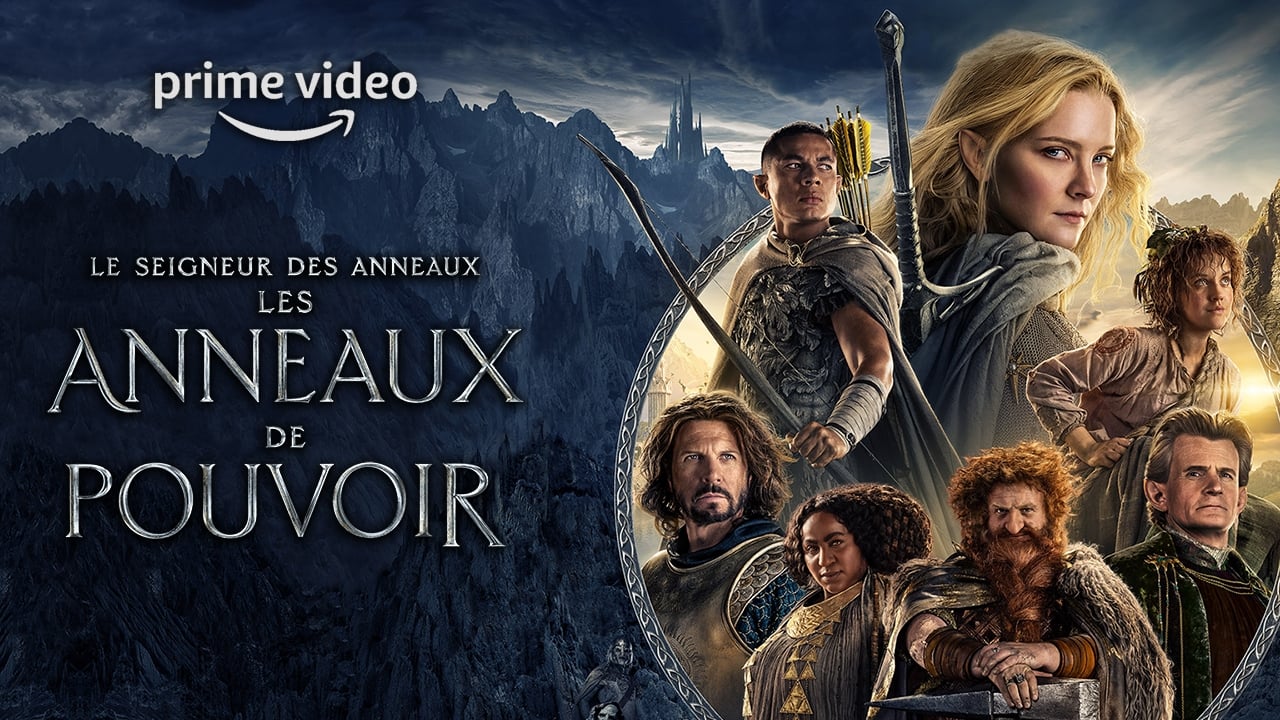 prime video
LE SEIGNEUR DES ANNEAUX
LES
ANNEAUX
DE
POUVOIR